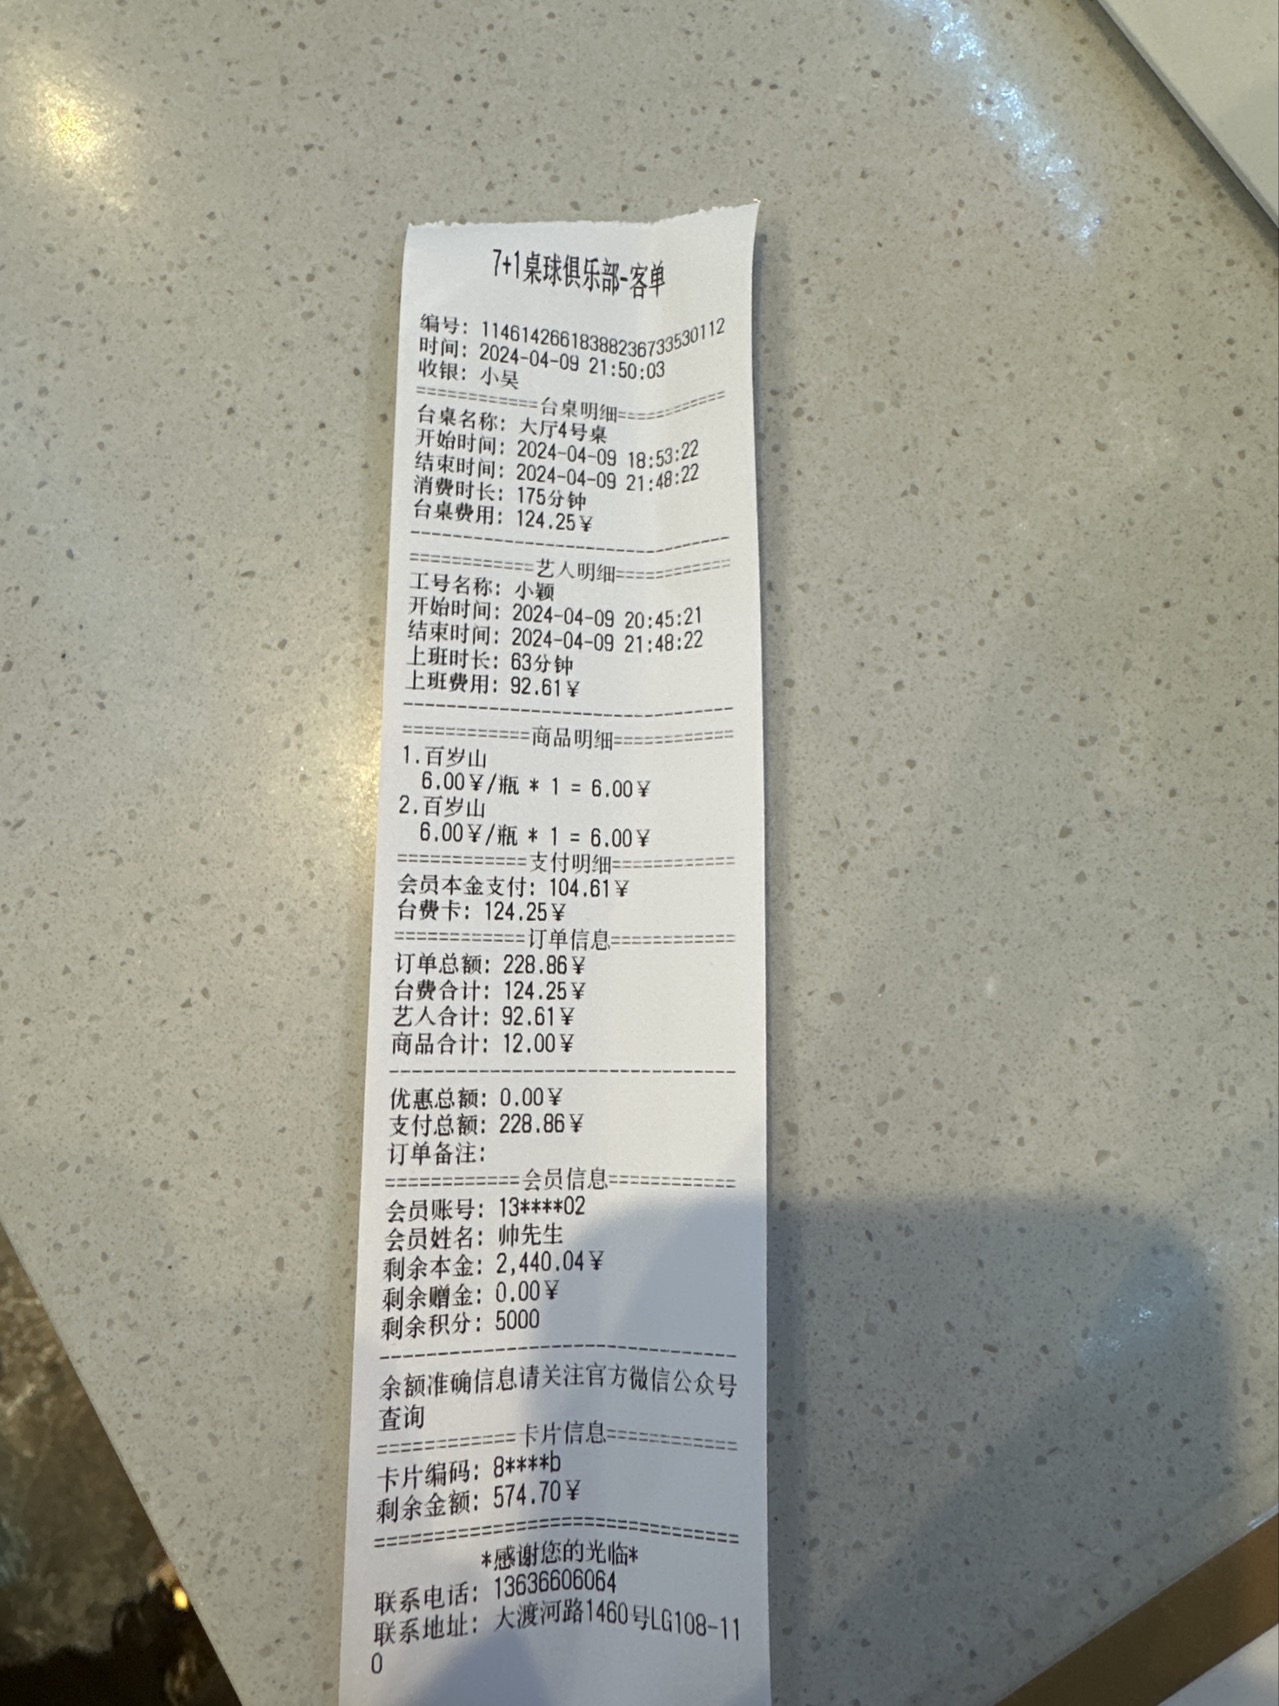 7+1桌球俱乐部-客单
编号: 11461426618388236733530112
时间: 2024-04-09 21:50:03
收银: 小吴
============台桌明细============
台桌名称: 大厅4号桌
开始时间: 2024-04-09 18:53:22
结束时间: 2024-04-09 21:48:22
消费时长: 175分钟
台桌费用: 124.25¥
--------------------------------
============艺人明细============
工号名称: 小颖
开始时间: 2024-04-09 20:45:21
结束时间: 2024-04-09 21:48:22
上班时长: 63分钟
上班费用: 92.61¥
--------------------------------
============商品明细============
1.百岁山
6.00¥/瓶 * 1 = 6.00¥
2.百岁山
6.00¥/瓶 * 1 = 6.00¥
============支付明细============
会员本金支付: 104.61¥
台费卡: 124.25¥
============订单信息============
订单总额: 228.86¥
台费合计: 124.25¥
艺人合计: 92.61¥
商品合计: 12.00¥
--------------------------------
优惠总额: 0.00¥
支付总额: 228.86¥
订单备注:
============会员信息============
会员账号: 13****02
会员姓名: 帅先生
剩余本金: 2,440.04¥
剩余赠金: 0.00¥
剩余积分: 5000
--------------------------------
余额准确信息请关注官方微信公众号
查询
============卡片信息============
卡片编码: 8****b
剩余金额: 574.70¥
================================
*感谢您的光临*
联系电话: 13636606064
联系地址: 大渡河路1460号LG108-11
0